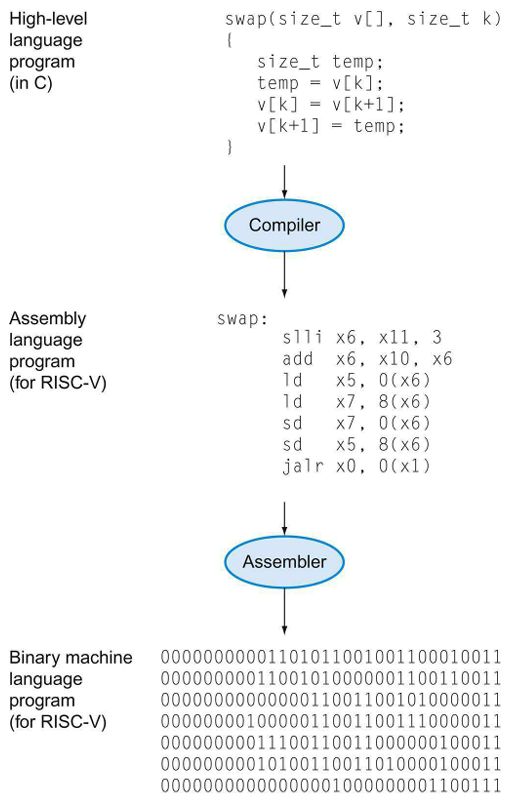 High-level
language
program
(in C)
swap(size_t v[], size_t k)
{
size_t temp;
temp = v[k];
v[k] = v[k+1];
v[k+1] = temp;
}
Compiler
Assembly
language
program
(for RISC-V)
swap:
slli x6, x11, 3
add x6, x10, x6
ld x5, 0(x6)
ld x7, 8(x6)
sd x7, 0(x6)
sd x5, 8(x6)
jalr x0, 0(x1)
Assembler
Binary machine
language
program
(for RISC-V)
00000000001101011001001100010011
00000000011001010000001100110011
00000000000000110011001010000011
00000000100000110011001110000011
00000000011100110011000000100011
00000000010100110011010000100011
00000000000000001000000001100111